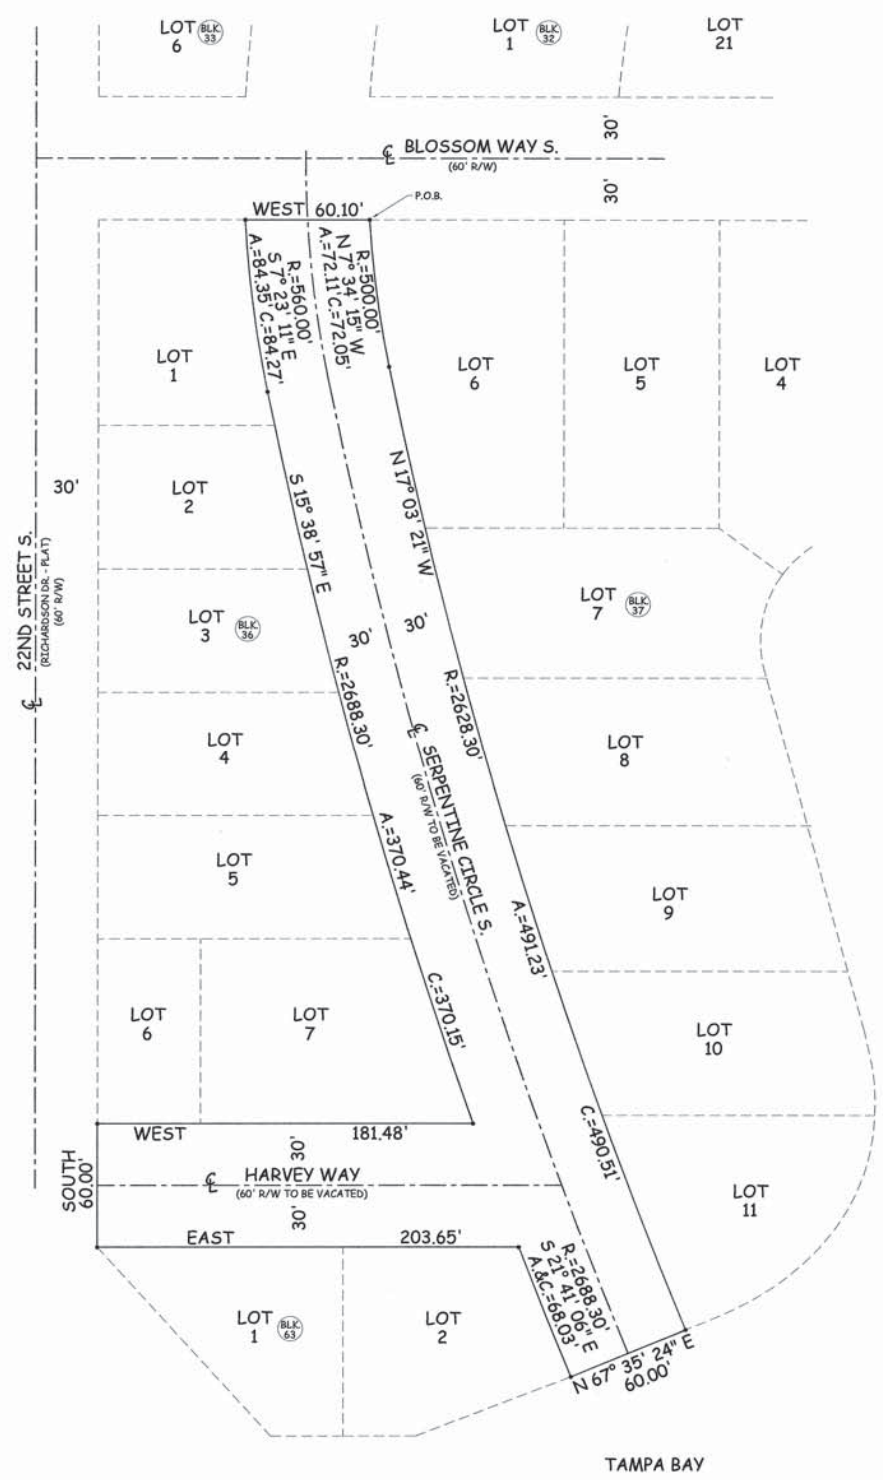 LOT
6
BLK.
33
LOT
1
BLK.
32
LOT
21
30'
℄ BLOSSOM WAY S.
(60' R/W)
30'
P.O.B.
WEST 60.10'
R.=560.00'
S 7° 23' 11" E
A.=84.35' C.=84.27'
R.=500.00'
N 7° 34' 15" W
A.=72.11' C.=72.05'
LOT
1
LOT
6
LOT
5
LOT
4
LOT
2
30'
℄ 22ND STREET S.
(RICHARDSON DR. - PLAT)
(60' R/W)
S 15° 38' 57" E
R.=2688.30'
A.=370.44'
C.=370.15'
N 17° 03' 21" W
R.=2628.30'
A.=491.23'
C.=490.51'
LOT
3
BLK.
36
30'
30'
LOT
7
BLK.
37
℄ SERPENTINE CIRCLE S.
(60' R/W TO BE VACATED)
LOT
4
LOT
8
LOT
5
LOT
9
LOT
6
LOT
7
LOT
10
WEST 181.48'
SOUTH
60.00'
30'
℄ HARVEY WAY
(60' R/W TO BE VACATED)
30'
EAST 203.65'
LOT
11
R.=2688.30'
S 21° 41' 06" E
A.&C.=68.03'
LOT
1
BLK.
63
LOT
2
N 67° 35' 24" E
60.00'
TAMPA BAY